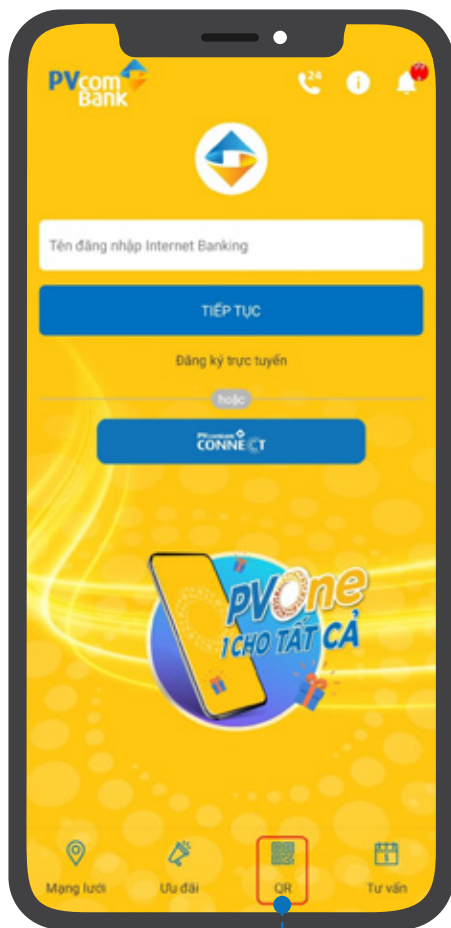 PVcom
Bank
24
Tên đăng nhập Internet Banking
TIẾP TỤC
Đăng ký trực tuyến
hoặc
CONNECT
PVOne
1 CHO TẤT CẢ
Mạng lưới
Ưu đãi
QR
Tư vấn